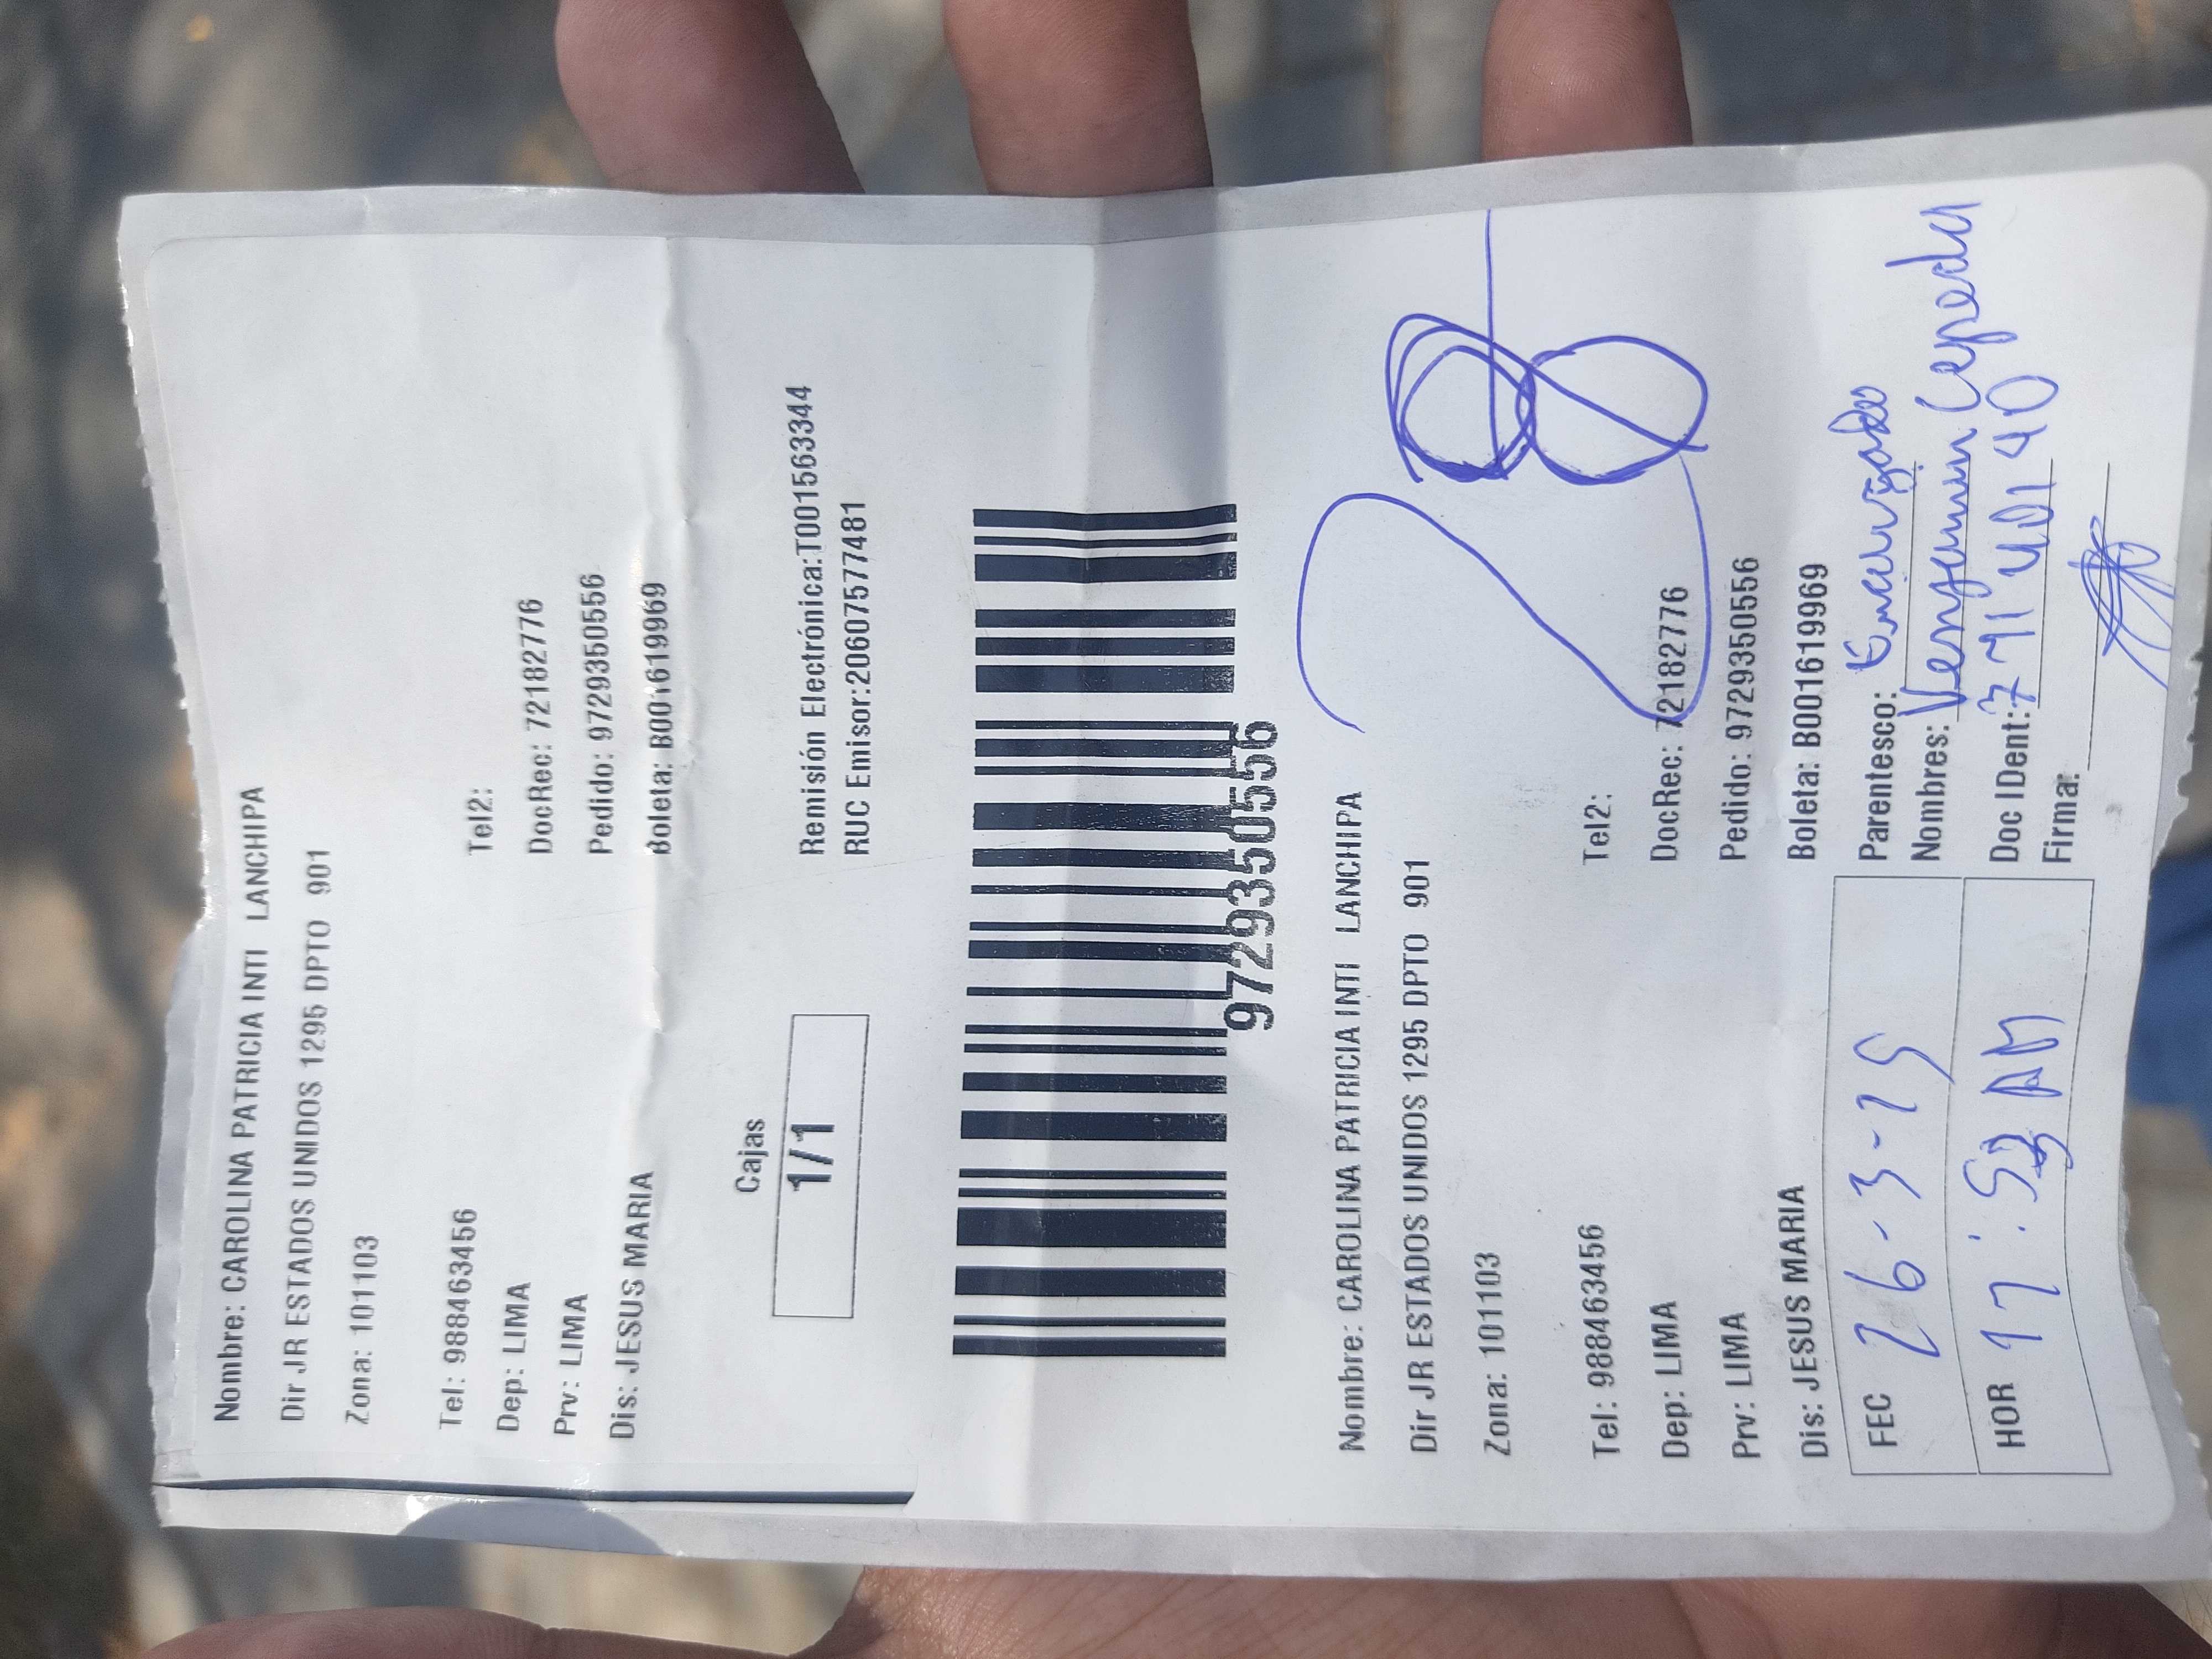 Nombre: CAROLINA PATRICIA INTI LANCHIPA
Dir JR ESTADOS UNIDOS 1295 DPTO 901
Zona: 101103
Tel: 988463456 Tel2:
Dep: LIMA DocRec: 72182776
Prv: LIMA Pedido: 9729350556
Dis: JESUS MARIA Boleta: B001619969
Cajas
1/1
Remisión Electrónica:T001563344
RUC Emisor:20607577481
9729350556
28
Nombre: CAROLINA PATRICIA INTI LANCHIPA
Dir JR ESTADOS UNIDOS 1295 DPTO 901
Zona: 101103
Tel: 988463456 Tel2:
Dep: LIMA DocRec: 72182776
Prv: LIMA Pedido: 9729350556
Dis: JESUS MARIA Boleta: B001619969
FEC 26-3-25
HOR AM
Parentesco: Encargado
Nombres: Venjamin Cepeda
Doc IDent:
Firma: